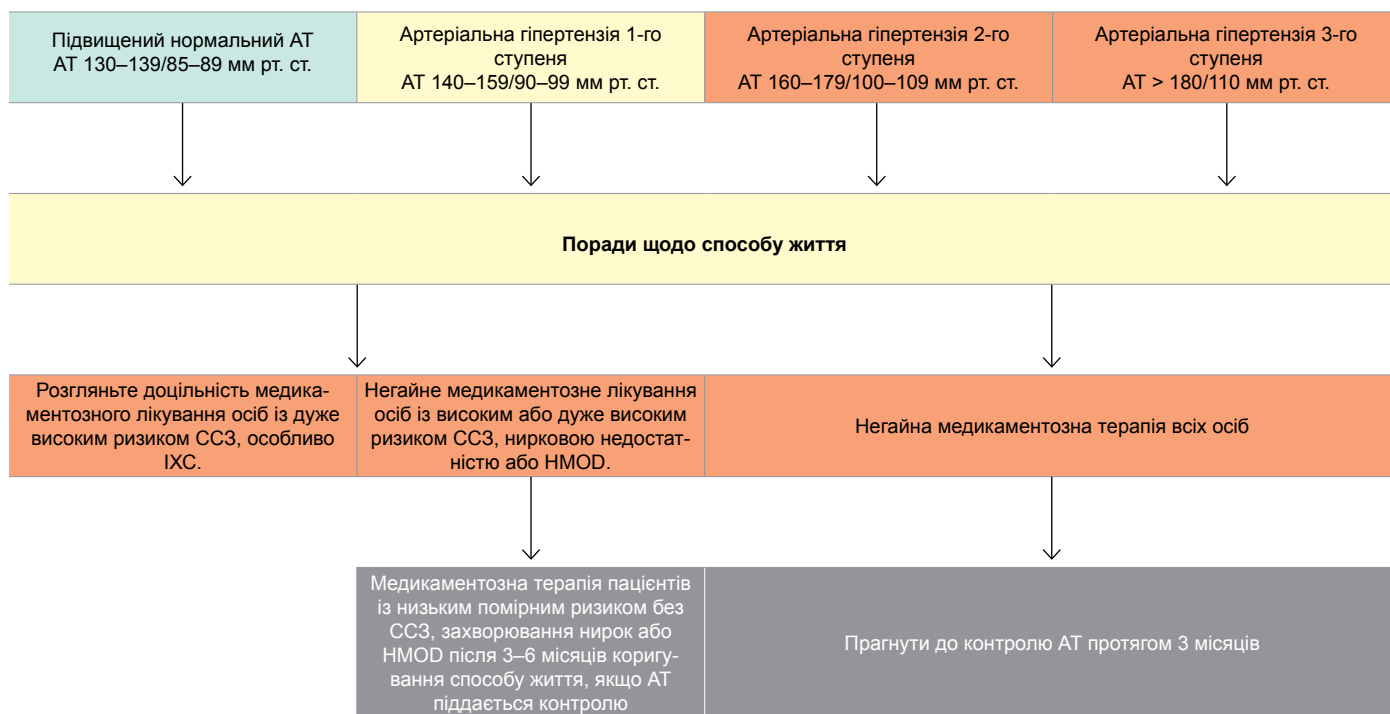 Підвищений нормальний АТ
АТ 130–139/85–89 мм рт. ст.
Артеріальна гіпертензія 1-го
ступеня
АТ 140–159/90–99 мм рт. ст.
Артеріальна гіпертензія 2-го
ступеня
АТ 160–179/100–109 мм рт. ст.
Артеріальна гіпертензія 3-го
ступеня
АТ > 180/110 мм рт. ст.
Поради щодо способу життя
Розгляньте доцільність медика-
ментозного лікування осіб із дуже
високим ризиком ССЗ, особливо
ІХС.
Негайне медикаментозне лікування
осіб із високим або дуже високим
ризиком ССЗ, нирковою недостат-
ністю або HMOD.
Негайна медикаментозна терапія всіх осіб
Медикаментозна терапія пацієнтів
із низьким помірним ризиком без
ССЗ, захворювання нирок або
HMOD після 3–6 місяців коригу-
вання способу життя, якщо АТ
піддається контролю
Прагнути до контролю АТ протягом 3 місяців